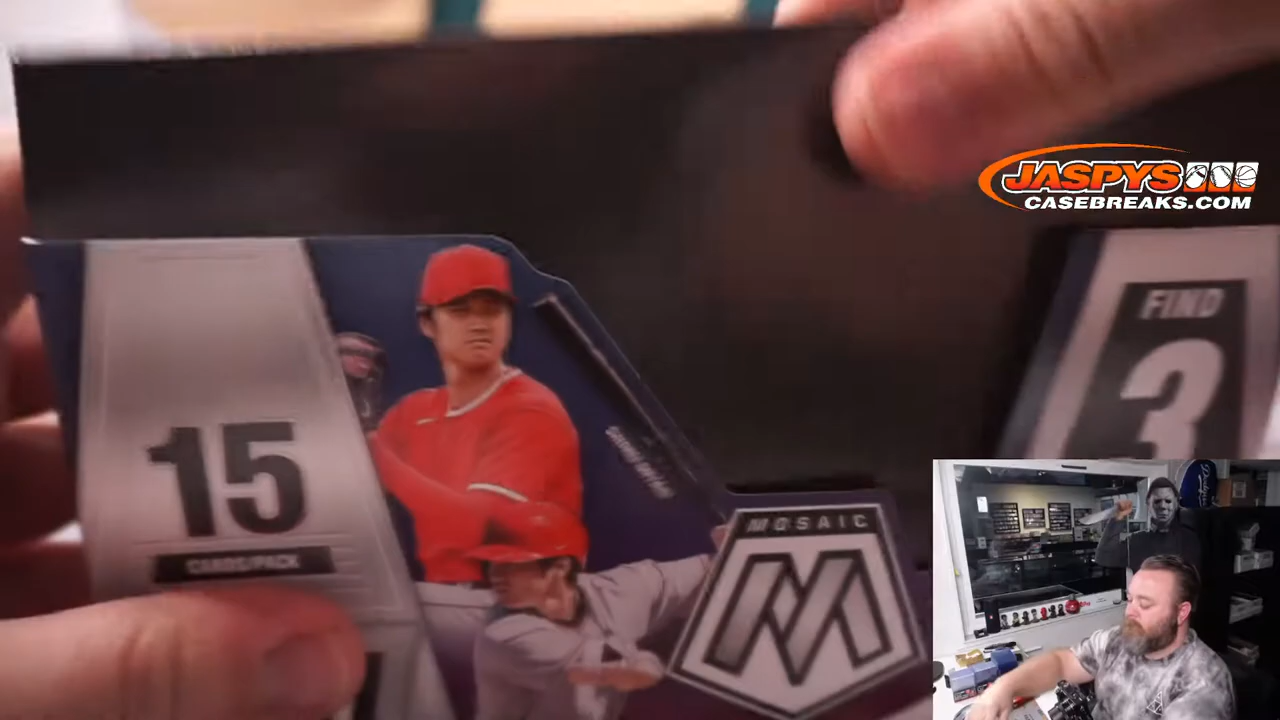 JASPYS
CASEBREAKS.COM
FIND
3
15
CARDS/PACK
MOSAIC
M